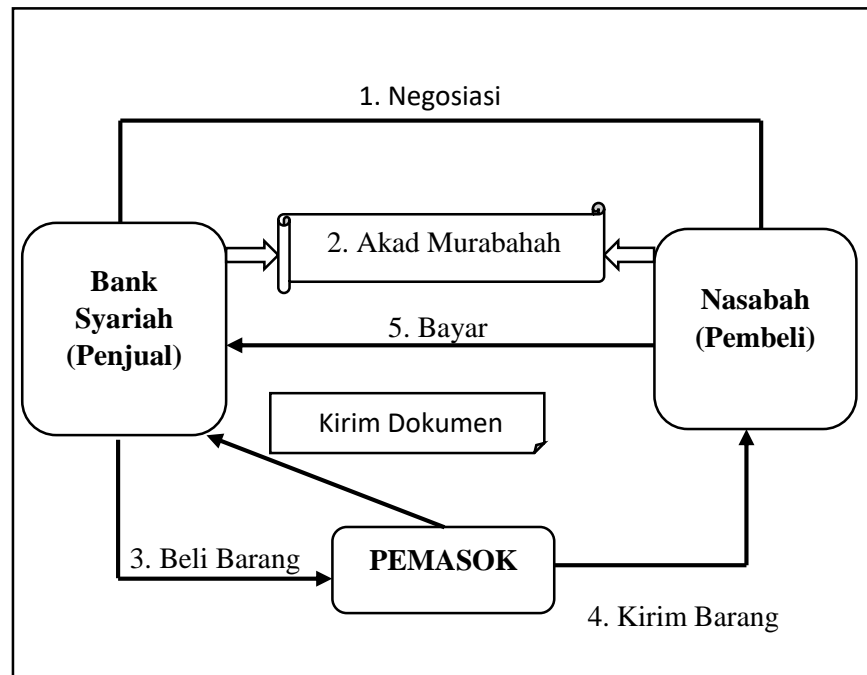 1. Negosiasi
2. Akad Murabahah
Bank
Syariah
(Penjual)
Nasabah
(Pembeli)
5. Bayar
Kirim Dokumen
3. Beli Barang
PEMASOK
4. Kirim Barang